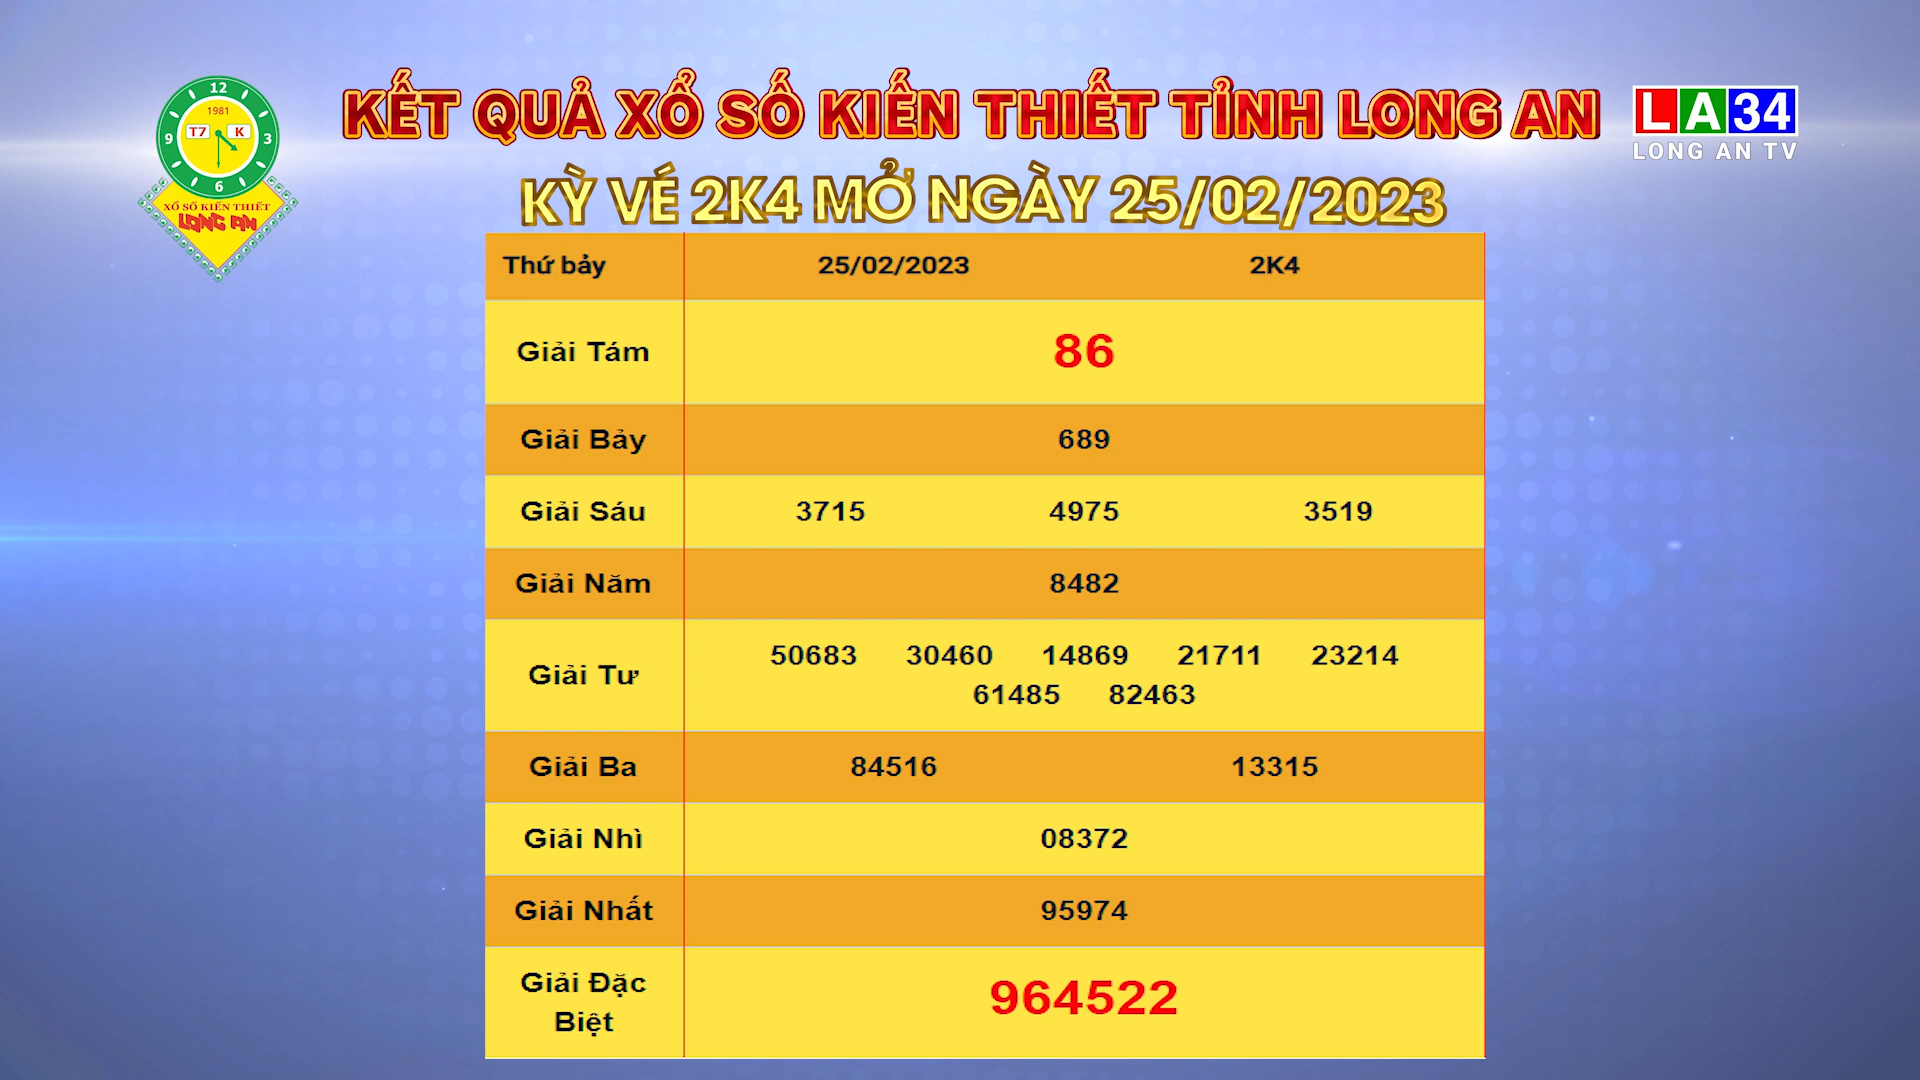 KẾT QUẢ XỔ SỐ KIẾN THIẾT TỈNH LONG AN
LA34
LONG AN TV
12
1981
T7 K
9 3
6
XỔ SỐ KIẾN THIẾT
LONG AN
KỲ VÉ 2K4 MỞ NGÀY 25/02/2023
Thứ bảy 25/02/2023 2K4
Giải Tám 86
Giải Bảy 689
Giải Sáu 3715 4975 3519
Giải Năm 8482
Giải Tư 50683 30460 14869 21711 23214
61485 82463
Giải Ba 84516 13315
Giải Nhì 08372
Giải Nhất 95974
Giải Đặc
Biệt 964522